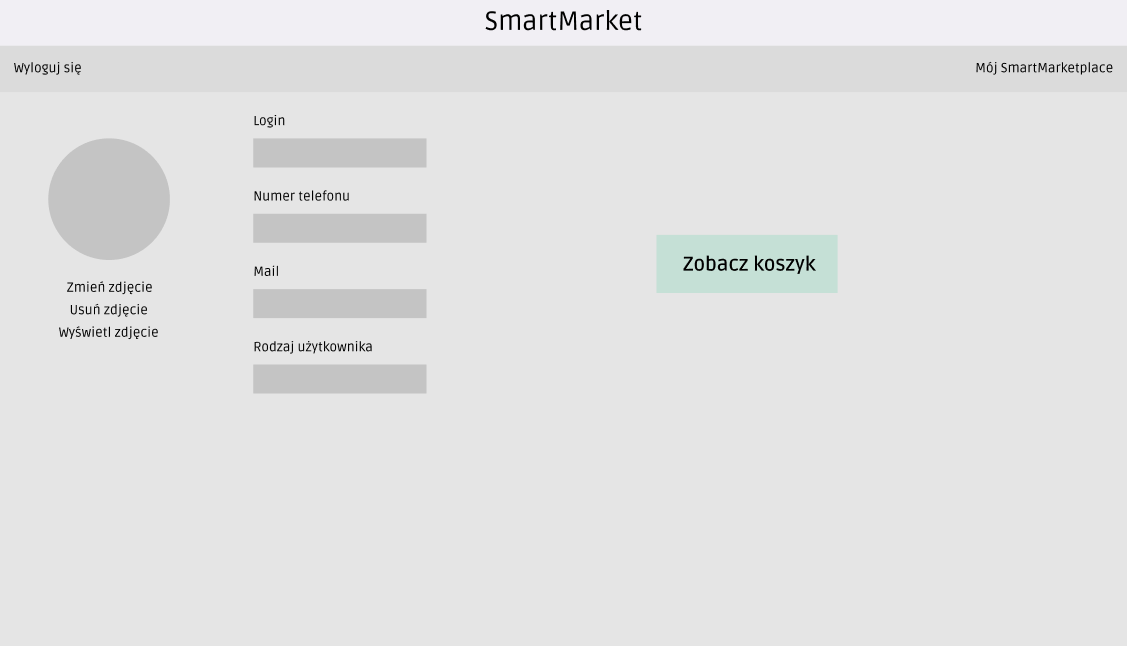 SmartMarket
Wyloguj się
Mój SmartMarketplace
Zmień zdjęcie
Usuń zdjęcie
Wyświetl zdjęcie
Login
Numer telefonu
Mail
Rodzaj użytkownika
Zobacz koszyk